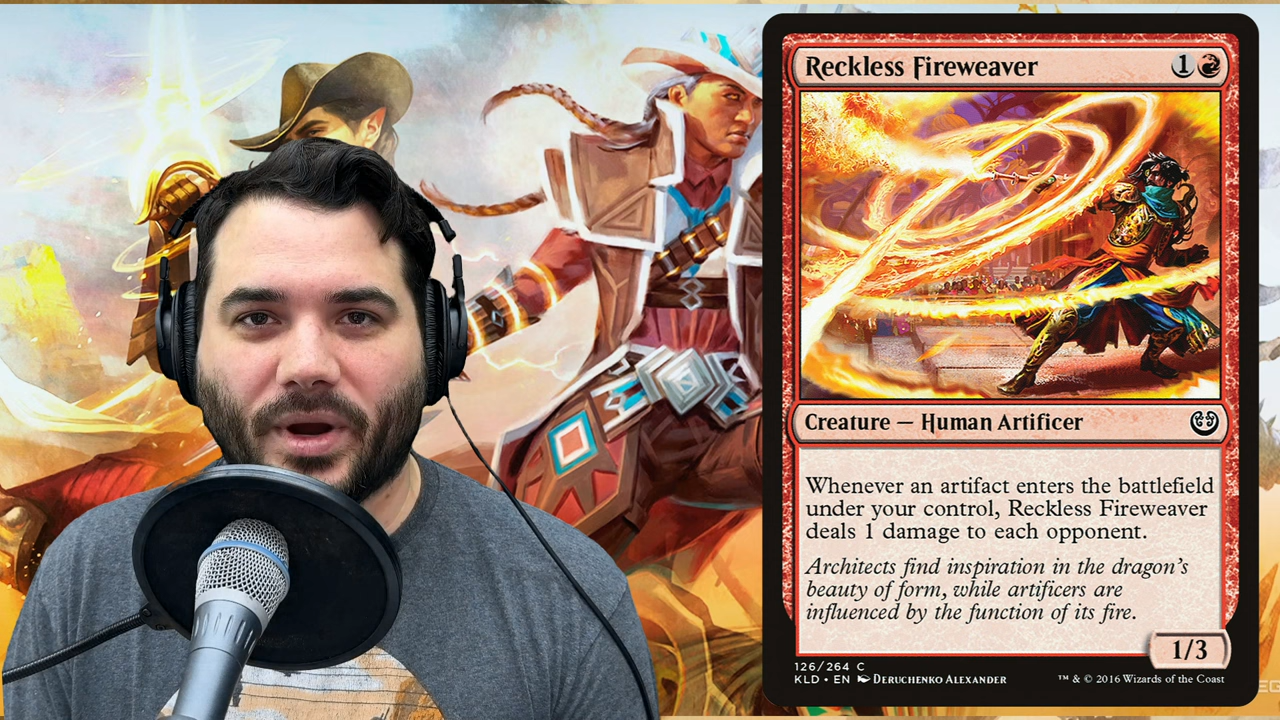 Reckless Fireweaver 1
Creature — Human Artificer
Whenever an artifact enters the battlefield
under your control, Reckless Fireweaver
deals 1 damage to each opponent.
Architects find inspiration in the dragon's
beauty of form, while artificers are
influenced by the function of its fire.
1/3
126/264 C
KLD • EN Deruchenko Alexander
™ & © 2016 Wizards of the Coast